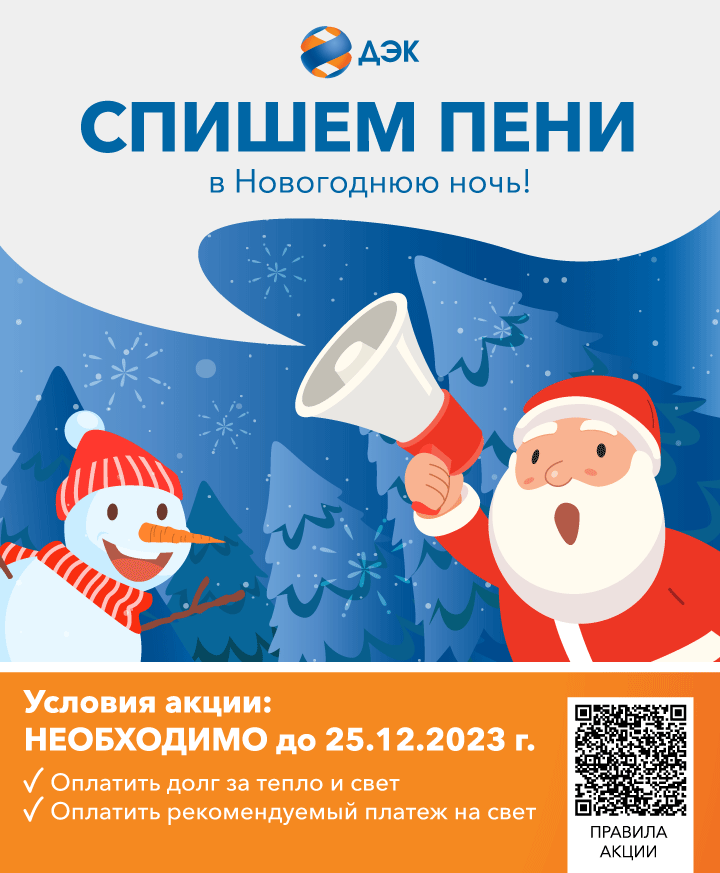 ДЭК
СПИШЕМ ПЕНИ
в Новогоднюю ночь!
Условия акции:
НЕОБХОДИМО до 25.12.2023 г.
✓ Оплатить долг за тепло и свет
✓ Оплатить рекомендуемый платеж на свет
ПРАВИЛА
АКЦИИ